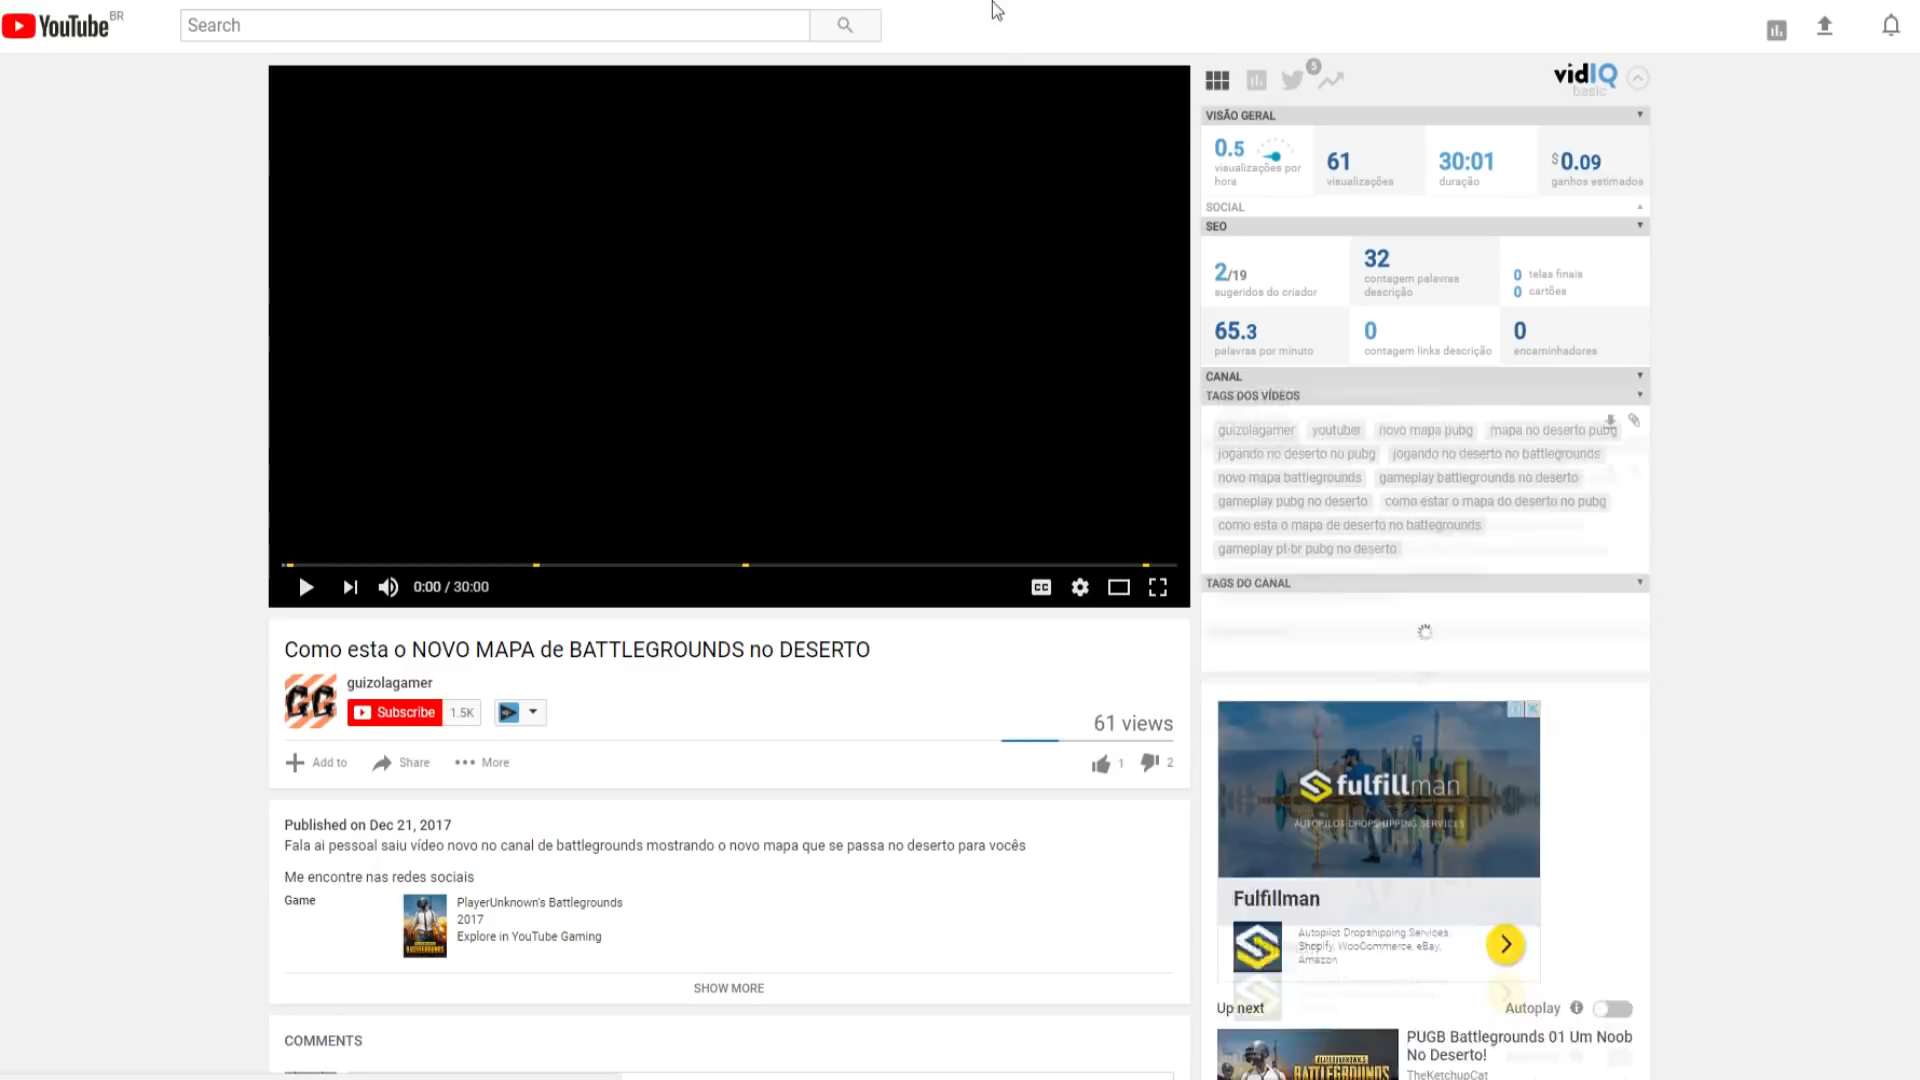 YouTube BR
Search
5
vidIQ
basic
VISÃO GERAL
0.5
visualizações por
hora
61
visualizações
30:01
duração
$0.09
ganhos estimados
SOCIAL
SEO
2/19
sugeridos do criador
32
contagem palavras
descrição
0 telas finais
0 cartões
65.3
palavras por minuto
0
contagem links descrição
0
encaminhadores
CANAL
TAGS DOS VÍDEOS
guizolagamer youtuber novo mapa pubg mapa no deserto pubg
jogando no deserto no pubg jogando no deserto no battlegrounds
novo mapa battlegrounds gameplay battlegrounds no deserto
gameplay pubg no deserto como estar o mapa do deserto no pubg
como esta o mapa de deserto no battegrounds
gameplay pt-br pubg no deserto
TAGS DO CANAL
0:00 / 30:00
CC
Como esta o NOVO MAPA de BATTLEGROUNDS no DESERTO
GG
guizolagamer
Subscribe 1.5K
61 views
Add to Share More
1 2
Published on Dec 21, 2017
Fala ai pessoal saiu vídeo novo no canal de battlegrounds mostrando o novo mapa que se passa no deserto para vocês
Me encontre nas redes sociais
Game
PlayerUnknown's Battlegrounds
2017
Explore in YouTube Gaming
SHOW MORE
COMMENTS
fulfillman
AUTOPILOT DROPSHIPPING SERVICES
Fulfillman
Autopilot Dropshipping Services
Shopify, WooCommerce, eBay,
Amazon
Up next
Autoplay
PUGB Battlegrounds 01 Um Noob
No Deserto!
TheKetchupCat
BATTLEGROUNDS